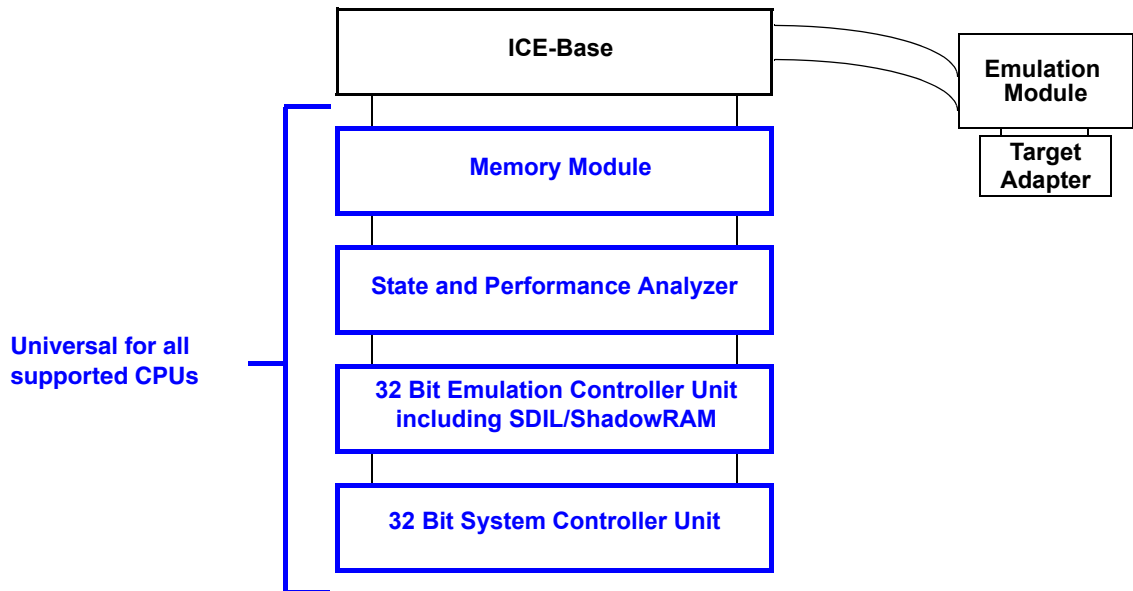 ICE-Base
Emulation
Module
Target
Adapter
Memory Module
State and Performance Analyzer
Universal for all
supported CPUs
32 Bit Emulation Controller Unit
including SDIL/ShadowRAM
32 Bit System Controller Unit